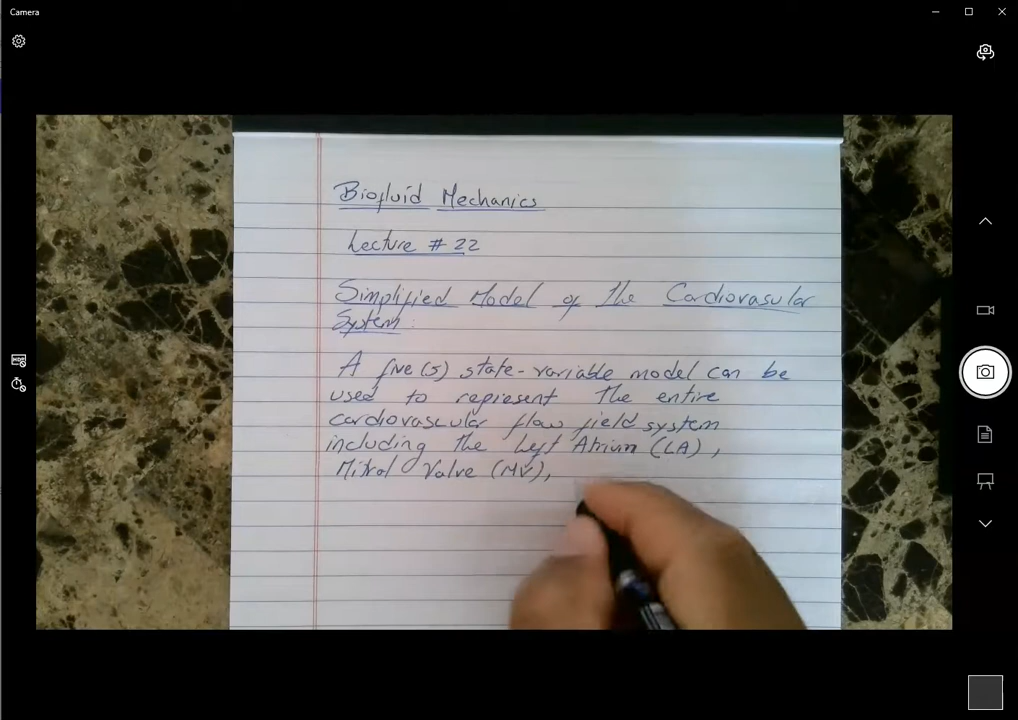 Camera
Biofluid Mechanics
Lecture # 22
Simplified Model of the Cardiovascular
System:
A five (5) state-variable model can be
used to represent the entire
cardiovascular flow field system
including the Left Atrium (LA),
Mitral Valve (MV),